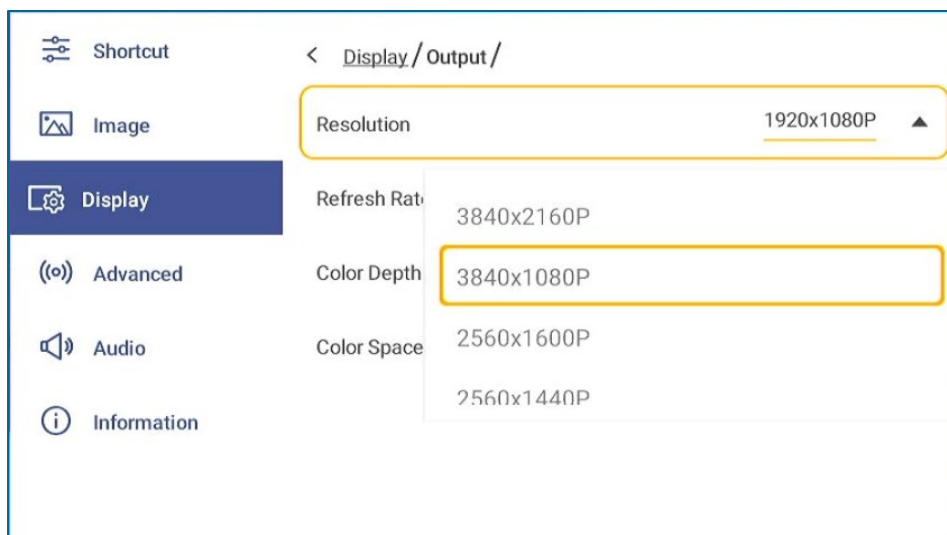 Shortcut
Image
Display
Advanced
Audio
Information
< Display / Output /
Resolution 1920x1080P
Refresh Rat
3840x2160P
Color Depth
3840x1080P
Color Space
2560x1600P
2560x1440P